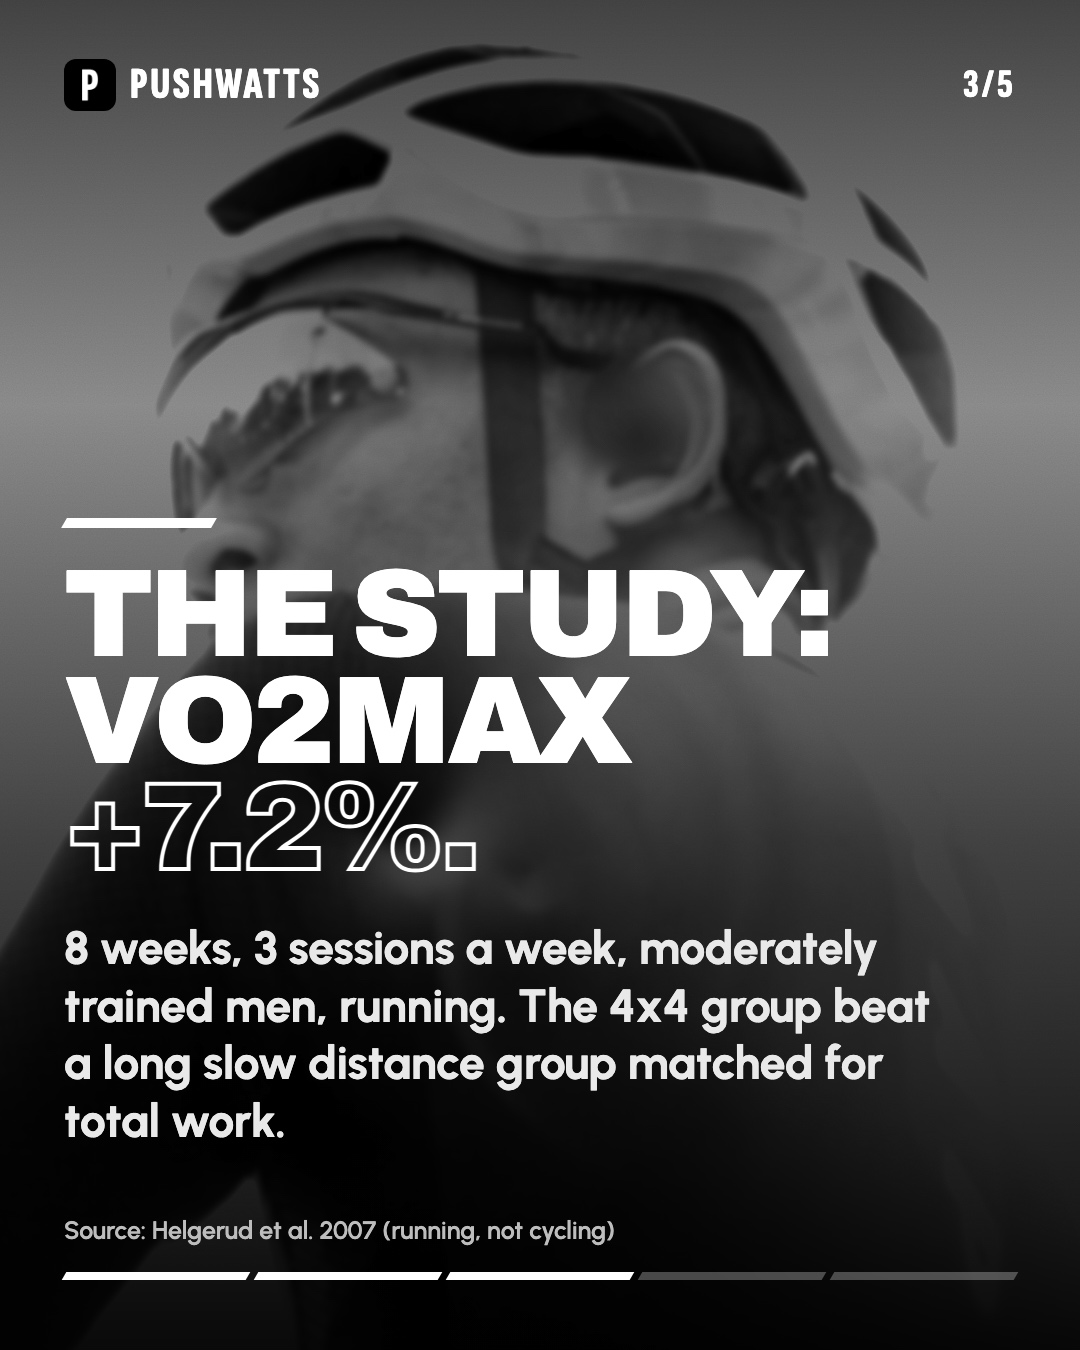 P PUSHWATTS
3/5
THE STUDY:
VO2MAX
+7.2%.
8 weeks, 3 sessions a week, moderately
trained men, running. The 4x4 group beat
a long slow distance group matched for
total work.
Source: Helgerud et al. 2007 (running, not cycling)